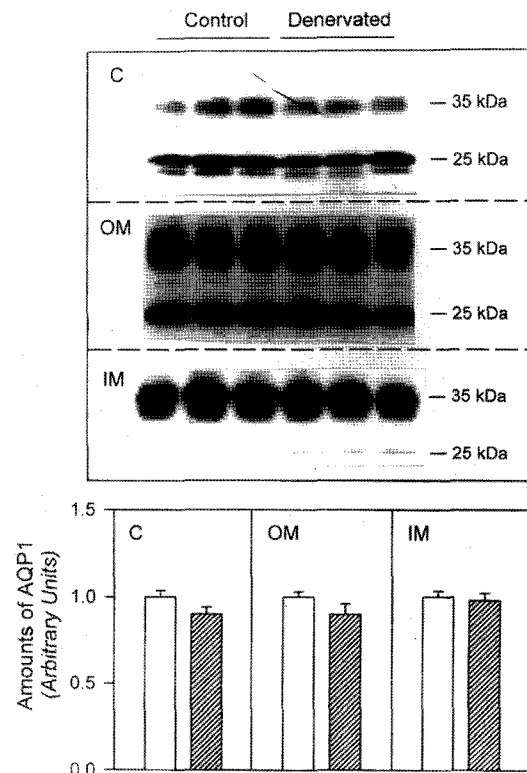 Control Denervated
C
35 kDa
25 kDa
OM
35 kDa
25 kDa
IM
35 kDa
25 kDa
Amounts of AQP1
(Arbitrary Units)
1.5
1.0
0.5
0.0
C OM IM